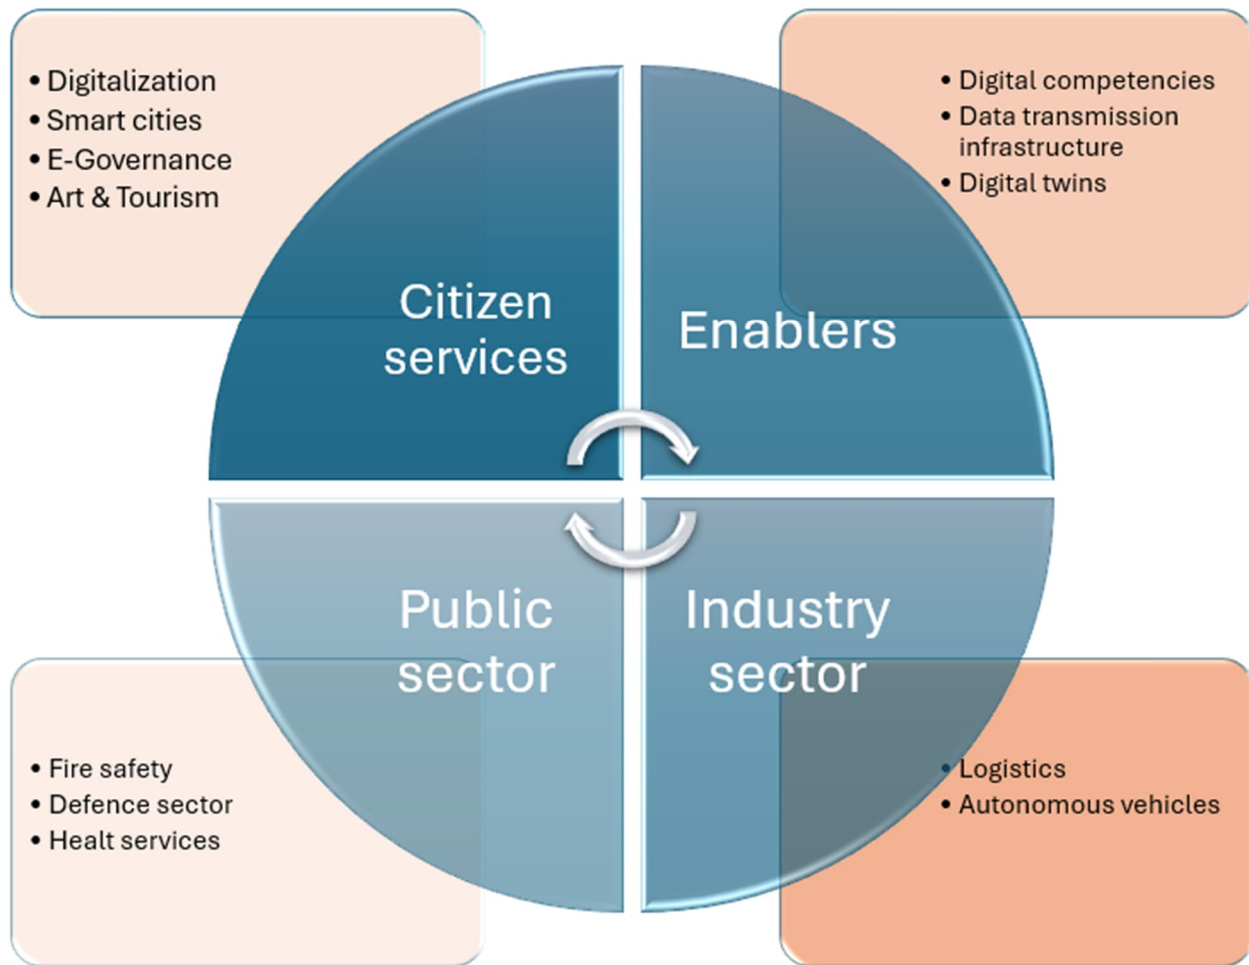 • Digitalization
• Smart cities
• E-Governance
• Art & Tourism
• Digital competencies
• Data transmission
infrastructure
• Digital twins
Citizen
services
Enablers
Public
sector
Industry
sector
• Fire safety
• Defence sector
• Healt services
• Logistics
• Autonomous vehicles